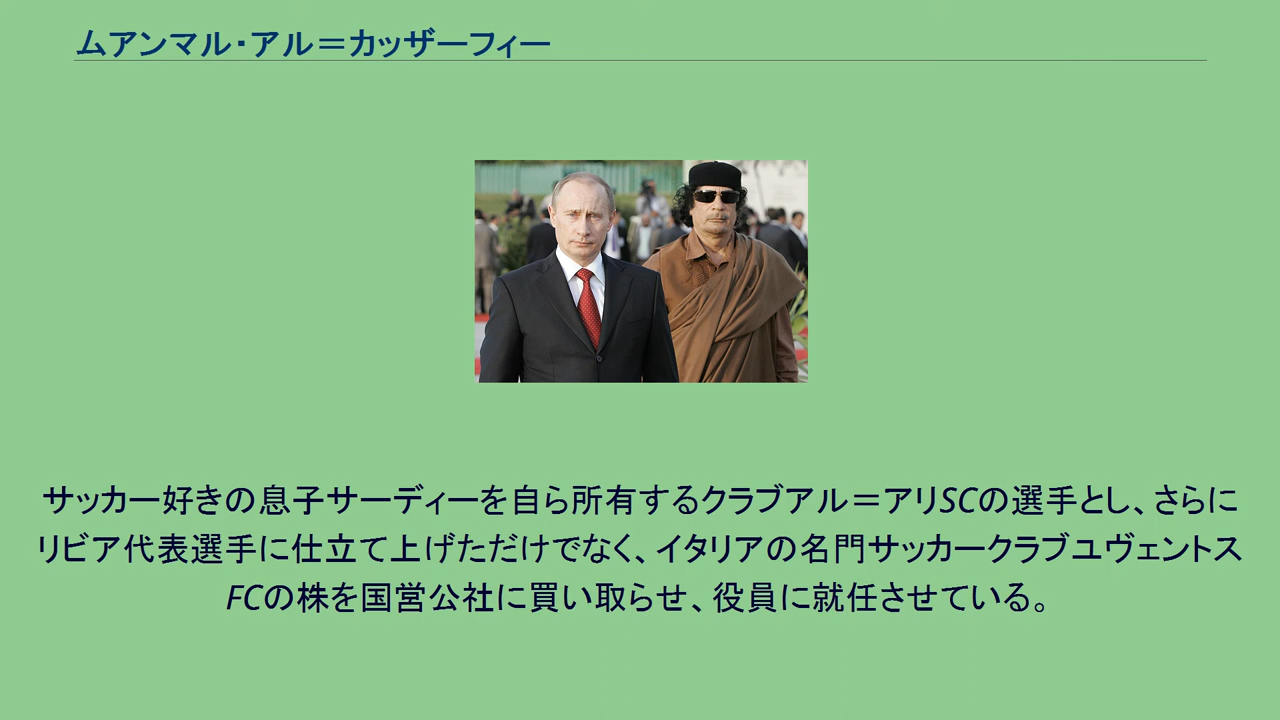 ムアンマル・アル＝カッザーフィー
サッカー好きの息子サーディーを自ら所有するクラブアル＝アリSCの選手とし、さらに
リビア代表選手に仕立て上げただけでなく、イタリアの名門サッカークラブユヴェントス
FCの株を国営公社に買い取らせ、役員に就任させている。